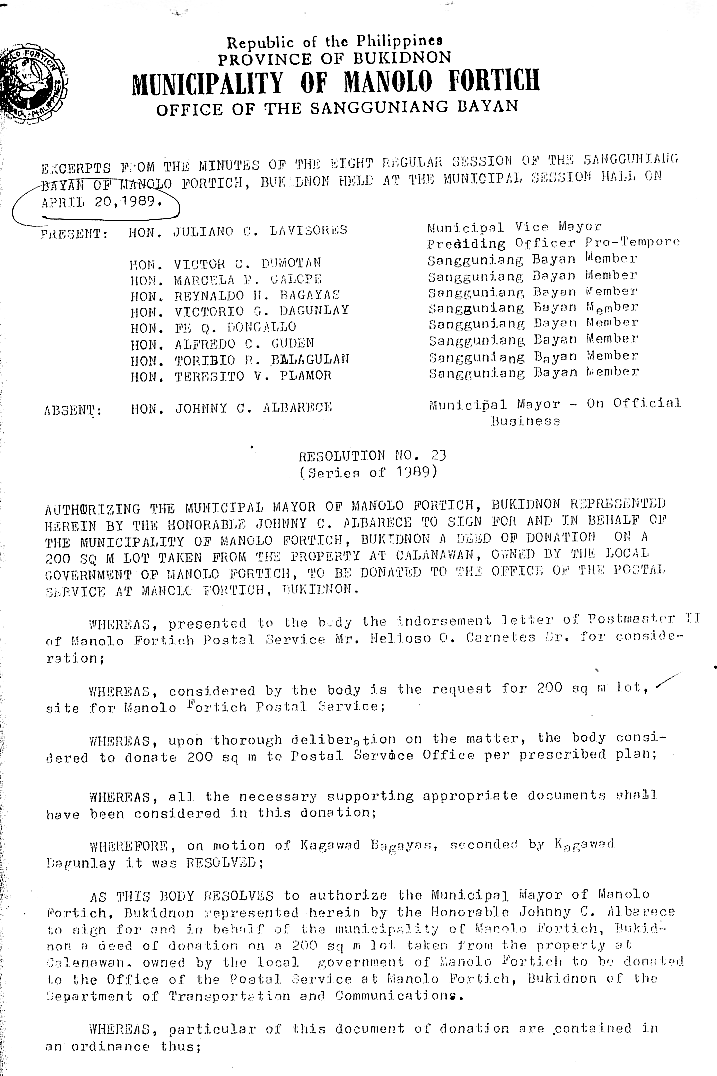 Republic of the Philippines
PROVINCE OF BUKIDNON
MUNICIPALITY OF MANOLO FORTICH
OFFICE OF THE SANGGUNIANG BAYAN
EXCERPTS FROM THE MINUTES OF THE EIGHT REGULAR SESSION OF THE SANGGUNIANG
BAYAN OF MANOLO FORTICH, BUK DNON HELD AT THE MUNICIPAL SESSION HALL ON
APRIL 20,1989.
PRESENT: HON. JULIANO C. LAVISORES Municipal Vice Mayor
Prediding Officer Pro-Tempore
HON. VICTOR C. DUMOTAN Sangguniang Bayan Member
HON. MARCELA P. GALOPE Sangguniang Bayan Member
HON. REYNALDO H. BAGAYAS Sangguniang Bayan Member
HON. VICTORIO G. DAGUNLAY Sangguniang Bayan Member
HON. FE Q. DONGALLO Sangguniang Bayan Member
HON. ALFREDO C. GUDEN Sangguniang Bayan Member
HON. TORIBIO R. BALAGULAN Sangguniang Bayan Member
HON. TERESITO V. PLAMOR Sangguniang Bayan Member
ABSENT: HON. JOHNNY C. ALBARECE Municipal Mayor - On Official
Business
RESOLUTION NO. 23
(Series of 1989)
AUTHORIZING THE MUNICIPAL MAYOR OF MANOLO FORTICH, BUKIDNON REPRESENTED
HEREIN BY THE HONORABLE JOHNNY C. ALBARECE TO SIGN FOR AND IN BEHALF OF
THE MUNICIPALITY OF MANOLO FORTICH, BUKIDNON A DEED OF DONATION ON A
200 SQ M LOT TAKEN FROM THE PROPERTY AT CALANAWAN, OWNED BY THE LOCAL
GOVERNMENT OF MANOLO FORTICH, TO BE DONATED TO THE OFFICE OF THE POSTAL
SERVICE AT MANOLO FORTICH, BUKIDNON.
WHEREAS, presented to the body the indorsement letter of Postmaster II
of Manolo Fortich Postal Service Mr. Helioso O. Carnetes Sr. for conside-
ration;
WHEREAS, considered by the body is the request for 200 sq m lot,
site for Manolo Fortich Postal Service;
WHEREAS, upon thorough deliberation on the matter, the body consi-
dered to donate 200 sq m to Postal Service Office per prescribed plan;
WHEREAS, all the necessary supporting appropriate documents shall
have been considered in this donation;
WHEREFORE, on motion of Kagawad Bagayas, seconded by Kagawad
Dagunlay it was RESOLVED;
AS THIS BODY RESOLVES to authorize the Municipal Mayor of Manolo
Fortich, Bukidnon represented herein by the Honorable Johnny C. Albarece
to sign for and in behalf of the municipality of Manolo Fortich, Bukid-
non a deed of donation on a 200 sq m lot taken from the property at
Calanawan, owned by the local government of Manolo Fortich to be donated
to the Office of the Postal Service at Manolo Fortich, Bukidnon of the
Department of Transportation and Communications.
WHEREAS, particular of this document of donation are contained in
an ordinance thus;